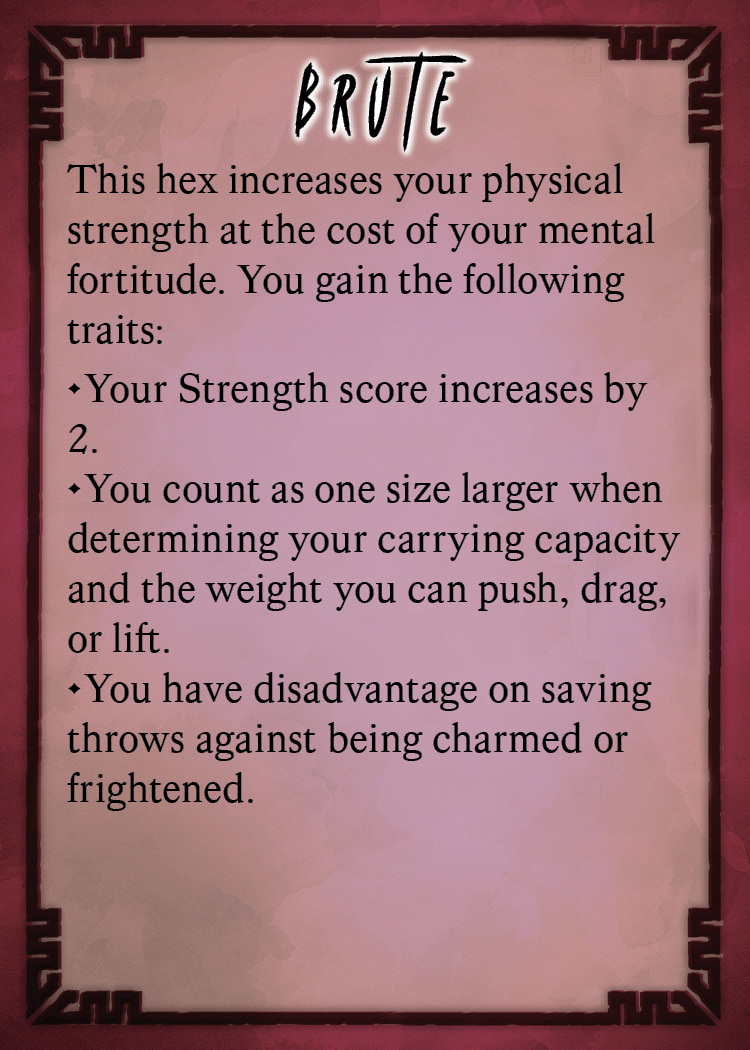 BRUTE
This hex increases your physical
strength at the cost of your mental
fortitude. You gain the following
traits:
⬩Your Strength score increases by
2.
⬩You count as one size larger when
determining your carrying capacity
and the weight you can push, drag,
or lift.
⬩You have disadvantage on saving
throws against being charmed or
frightened.